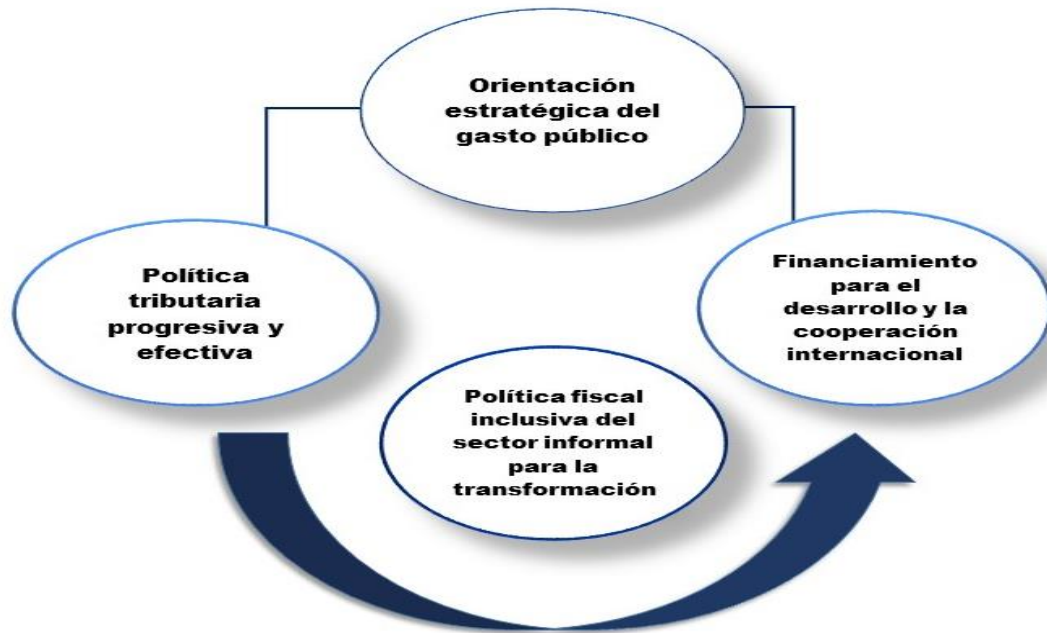 Orientación
estratégica del
gasto público
Política
tributaria
progresiva y
efectiva
Financiamiento
para el
desarrollo y la
cooperación
internacional
Política fiscal
inclusiva del
sector informal
para la
transformación